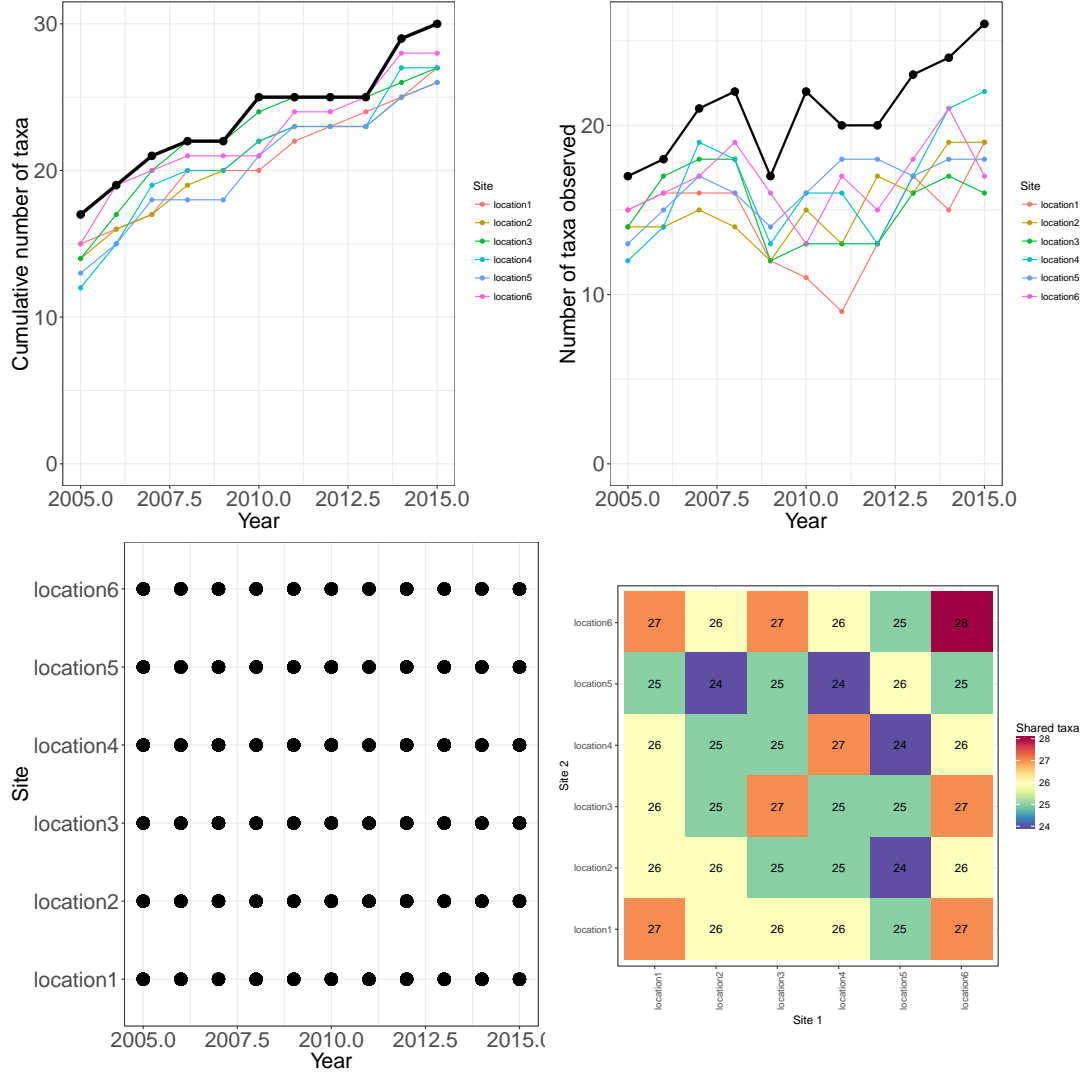 Cumulative number of taxa
30
20
10
0
2005.0 2007.5 2010.0 2012.5 2015.0
Year
Site
location1
location2
location3
location4
location5
location6
Number of taxa observed
20
10
0
2005.0 2007.5 2010.0 2012.5 2015.0
Year
Site
location1
location2
location3
location4
location5
location6
Site
location6
location5
location4
location3
location2
location1
2005.0 2007.5 2010.0 2012.5 2015.0
Year
Site 2
location6 27 26 27 26 25 28
location5 25 24 25 24 26 25
location4 26 25 25 27 24 26
location3 26 25 27 25 25 27
location2 26 26 25 25 24 26
location1 27 26 26 26 25 27
location1 location2 location3 location4 location5 location6
Site 1
Shared taxa
28
27
26
25
24